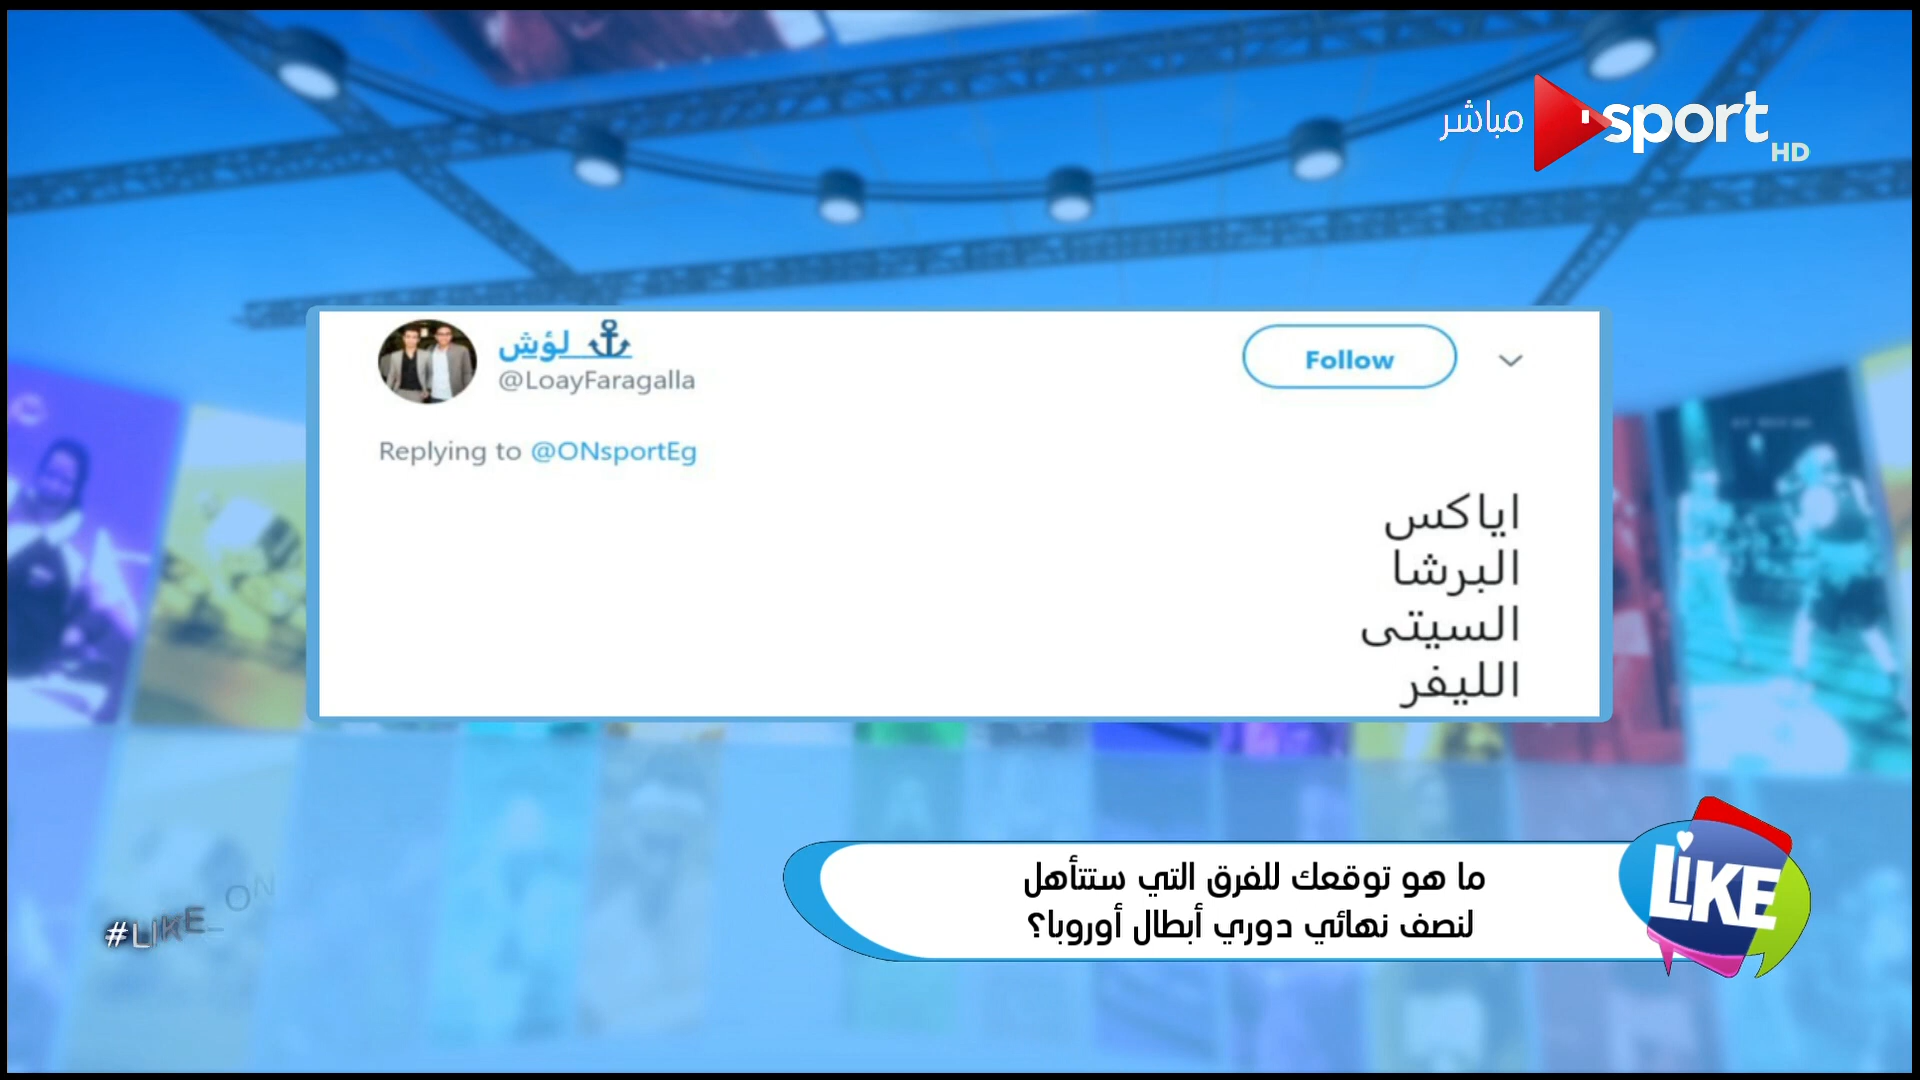 مباشر
sport
HD
لؤش
@LoayFaragalla
Follow
Replying to @ONsportEg
اياكس
البرشا
السيتى
الليفر
ما هو توقعك للفرق التي ستتأهل
لنصف نهائي دوري أبطال أوروبا؟
LiKE
#LIKE_ON